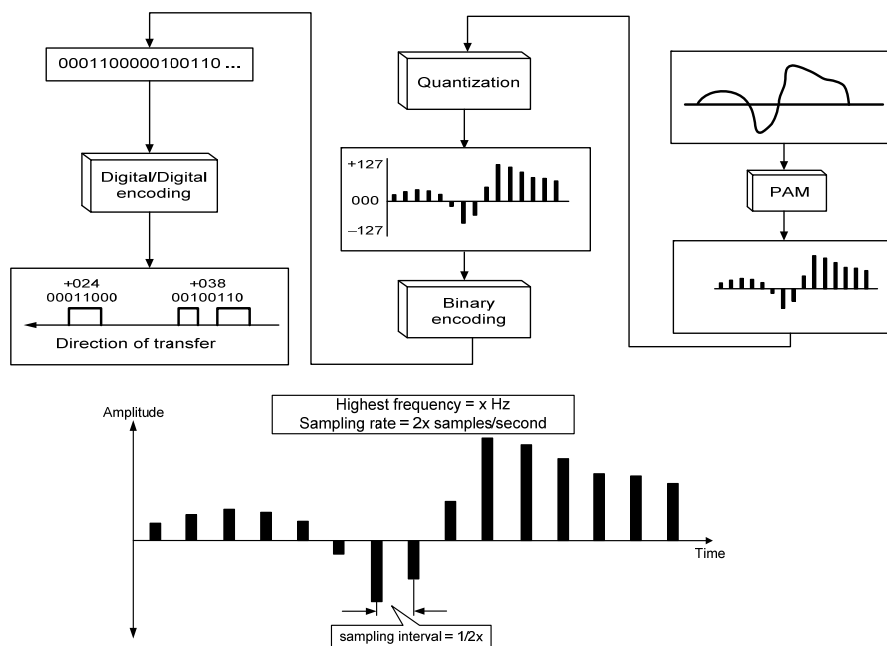 0001100000100110 ...
Digital/Digital
encoding
+024
00011000
+038
00100110
Direction of transfer
Quantization
+127
000
–127
Binary
encoding
PAM
Highest frequency = x Hz
Sampling rate = 2x samples/second
Amplitude
Time
sampling interval = 1/2x